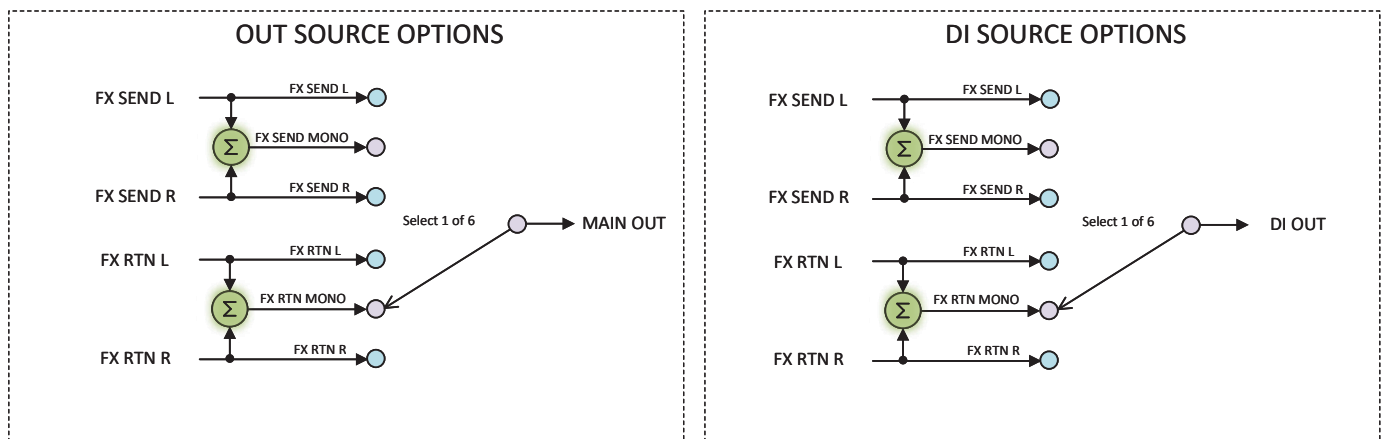 OUT SOURCE OPTIONS
FX SEND L
FX SEND L
Σ
FX SEND MONO
FX SEND R
FX SEND R
Select 1 of 6
MAIN OUT
FX RTN L
FX RTN L
Σ
FX RTN MONO
FX RTN R
FX RTN R
DI SOURCE OPTIONS
FX SEND L
FX SEND L
Σ
FX SEND MONO
FX SEND R
FX SEND R
Select 1 of 6
DI OUT
FX RTN L
FX RTN L
Σ
FX RTN MONO
FX RTN R
FX RTN R